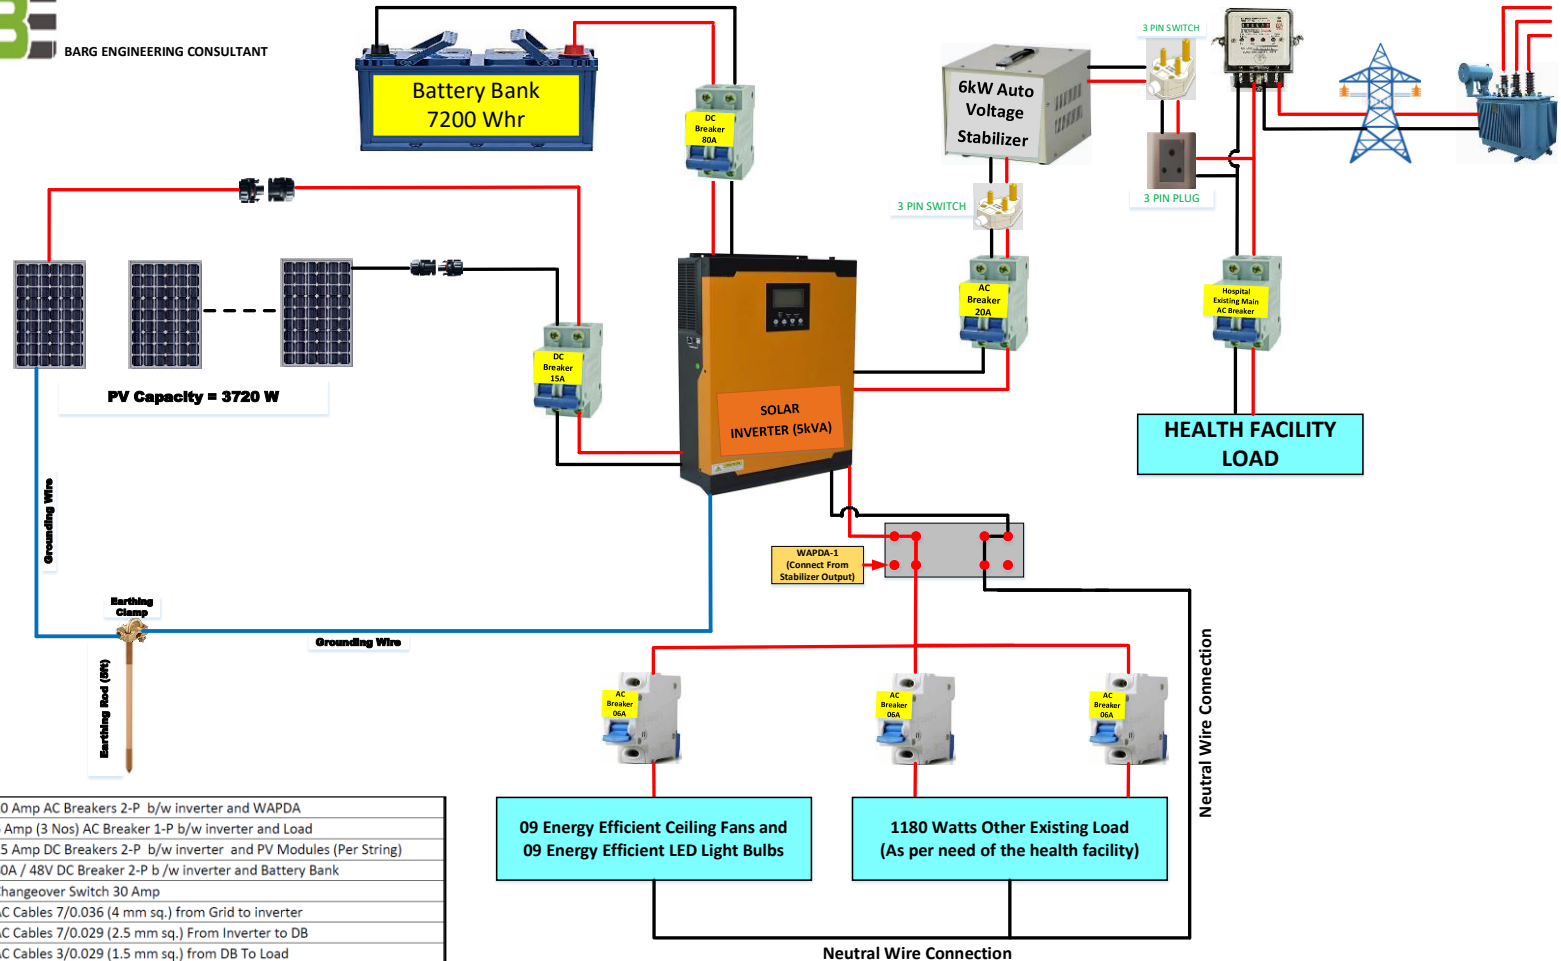 BARG ENGINEERING CONSULTANT
Battery Bank
7200 Whr
DC
Breaker
80A
6kW Auto
Voltage
Stabilizer
3 PIN SWITCH
3 PIN PLUG
3 PIN SWITCH
AC
Breaker
20A
Hospital
Existing Main
AC Breaker
DC
Breaker
15A
PV Capacity = 3720 W
SOLAR
INVERTER (5kVA)
HEALTH FACILITY
LOAD
Grounding Wire
WAPDA-1
(Connect From
Stabilizer Output)
Earthing
Clamp
Grounding Wire
Earthing Rod (5ft)
Neutral Wire Connection
AC
Breaker
06A
AC
Breaker
06A
AC
Breaker
06A
09 Energy Efficient Ceiling Fans and
09 Energy Efficient LED Light Bulbs
1180 Watts Other Existing Load
(As per need of the health facility)
Neutral Wire Connection
0 Amp AC Breakers 2-P b/w inverter and WAPDA
Amp (3 Nos) AC Breaker 1-P b/w inverter and Load
5 Amp DC Breakers 2-P b/w inverter and PV Modules (Per String)
0A / 48V DC Breaker 2-P b /w inverter and Battery Bank
Changeover Switch 30 Amp
AC Cables 7/0.036 (4 mm sq.) from Grid to inverter
AC Cables 7/0.029 (2.5 mm sq.) From Inverter to DB
AC Cables 3/0.029 (1.5 mm sq.) from DB To Load